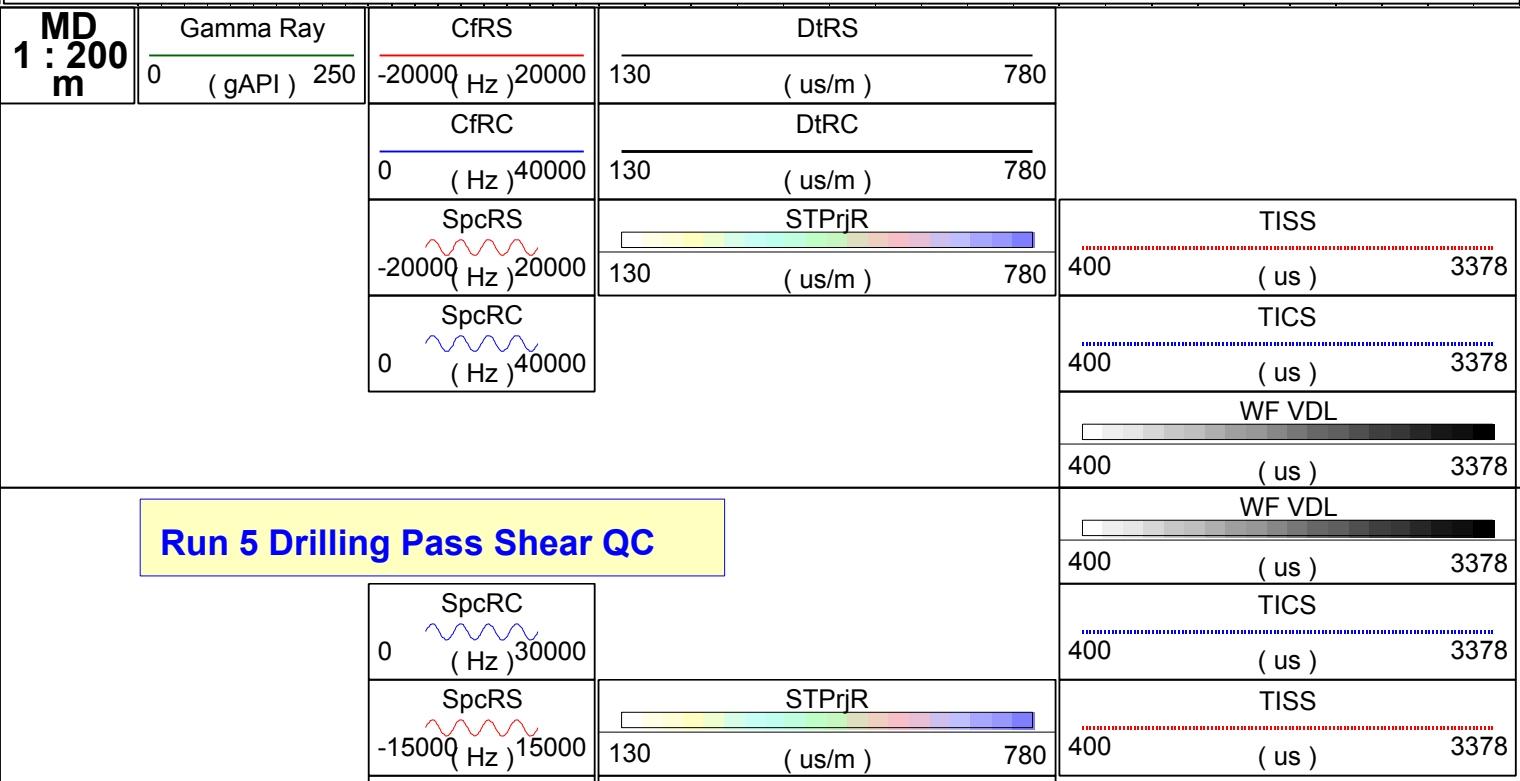 MD
1 : 200
m
Gamma Ray
0 ( gAPI ) 250
CfRS
-20000 ( Hz ) 20000
DtRS
130 ( us/m ) 780
CfRC
0 ( Hz ) 40000
DtRC
130 ( us/m ) 780
SpcRS
-20000 ( Hz ) 20000
STPrjR
130 ( us/m ) 780
TISS
400 ( us ) 3378
SpcRC
0 ( Hz ) 40000
TICS
400 ( us ) 3378
WF VDL
400 ( us ) 3378
Run 5 Drilling Pass Shear QC
WF VDL
400 ( us ) 3378
SpcRC
0 ( Hz ) 30000
TICS
400 ( us ) 3378
SpcRS
-15000 ( Hz ) 15000
STPrjR
130 ( us/m ) 780
TISS
400 ( us ) 3378